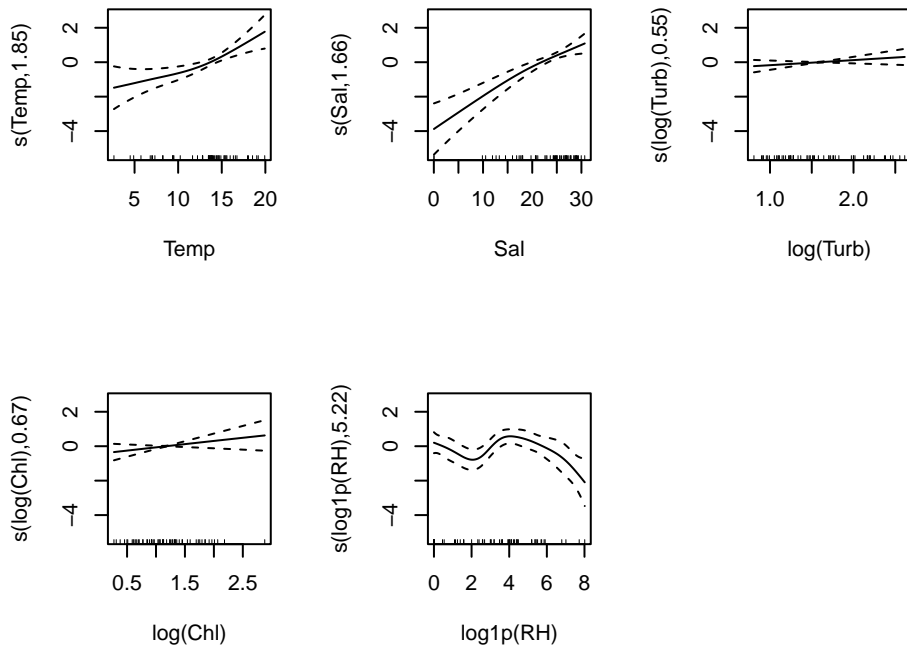 s(Temp,1.85)
2
0
−4
5 10 15 20
Temp
s(Sal,1.66)
2
0
−4
0 10 20 30
Sal
s(log(Turb),0.55)
2
0
−4
1.0 2.0
log(Turb)
s(log(Chl),0.67)
2
0
−4
0.5 1.5 2.5
log(Chl)
s(log1p(RH),5.22)
2
0
−4
0 2 4 6 8
log1p(RH)